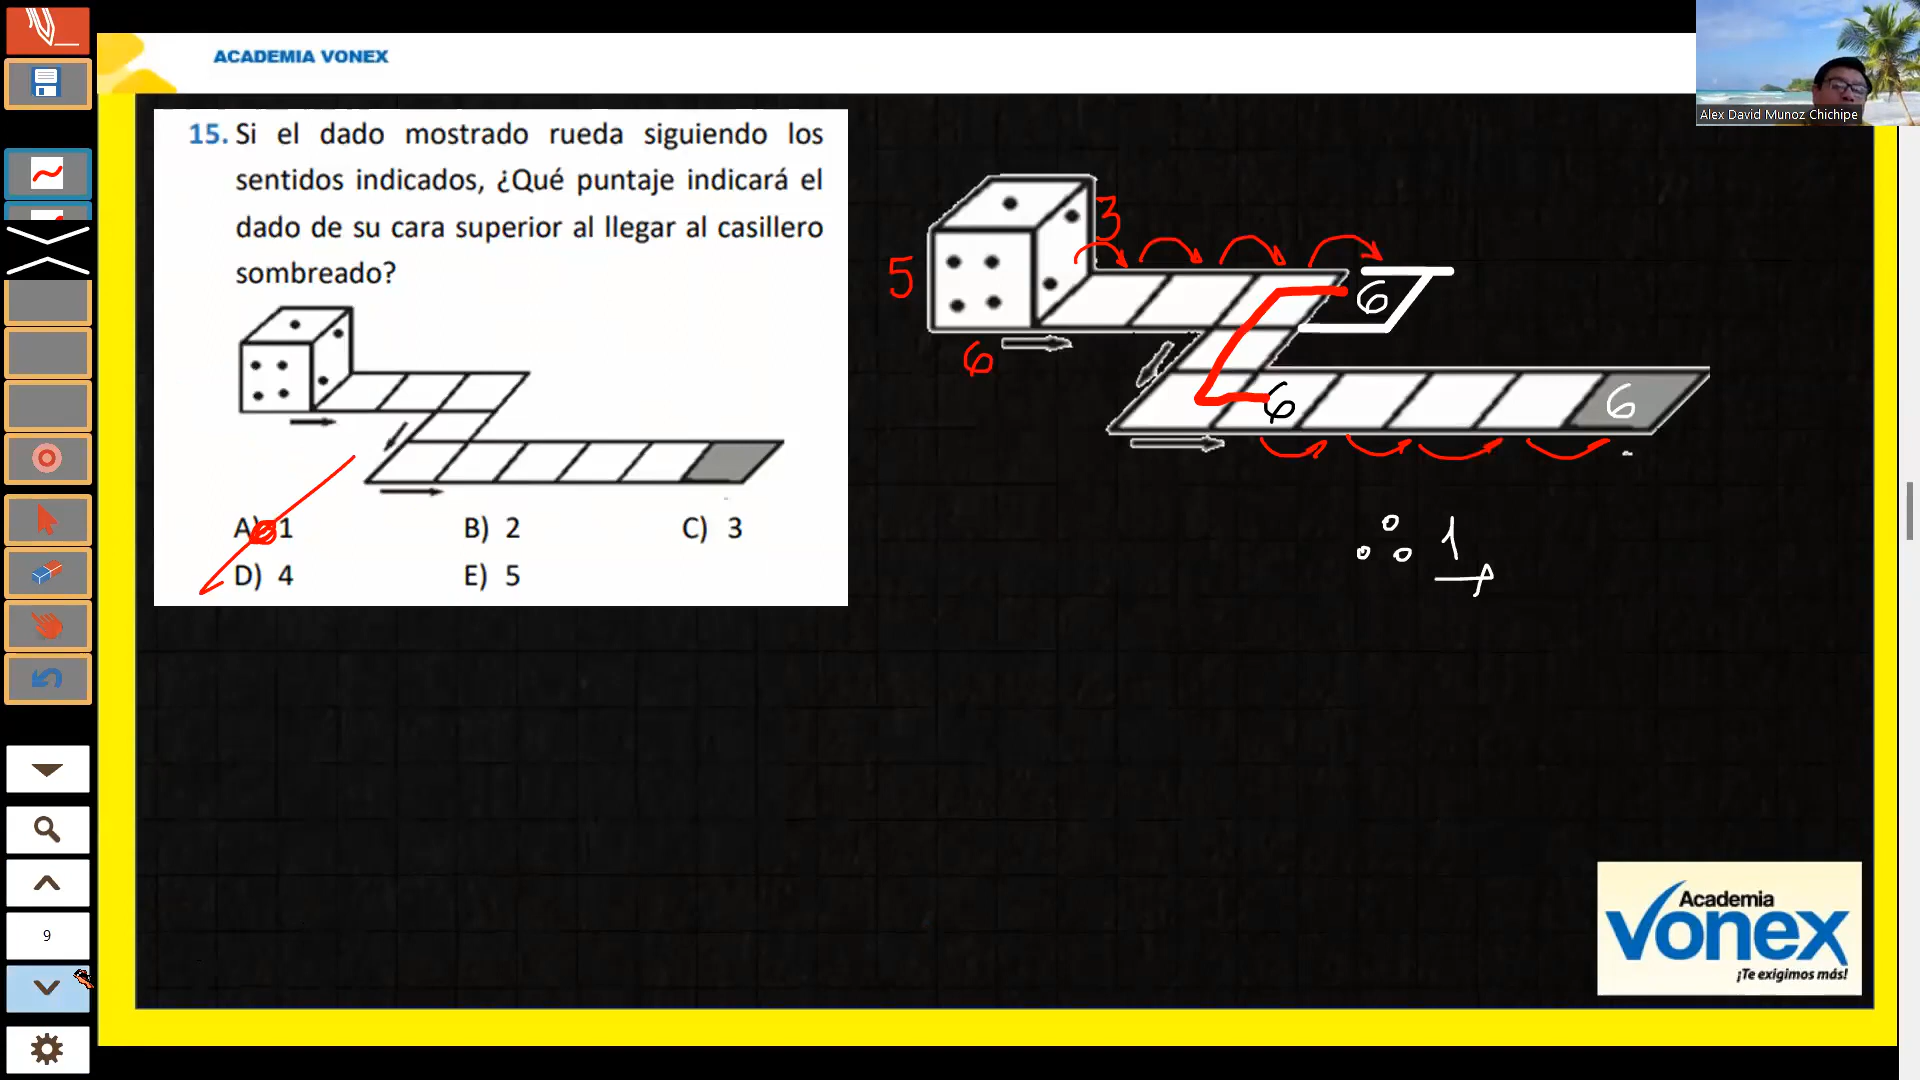 ACADEMIA VONEX
Alex David Munoz Chichipe
15. Si el dado mostrado rueda siguiendo los
sentidos indicados, ¿Qué puntaje indicará el
dado de su cara superior al llegar al casillero
sombreado?
A) 1
B) 2
C) 3
D) 4
E) 5
3
5
6
6
6
6
1
9
Academia
Vonex
¡Te exigimos más!